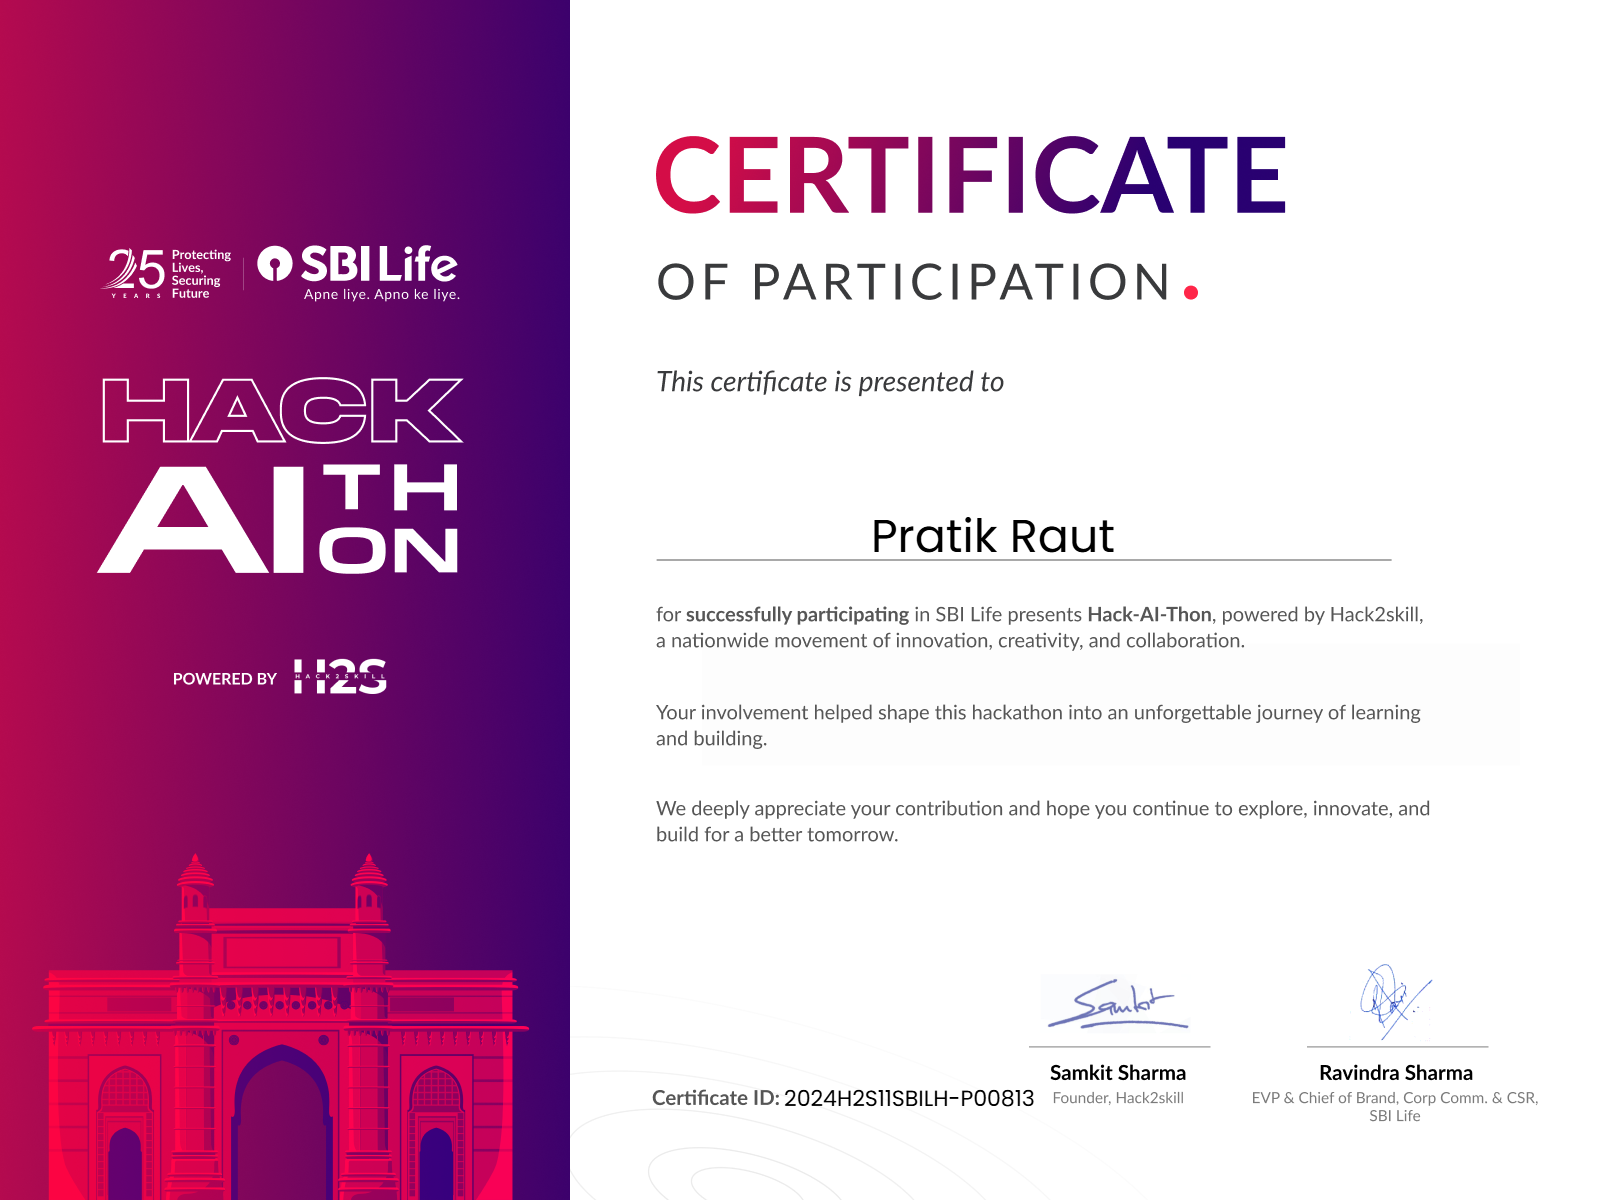 25
YEARS
Protecting
Lives,
Securing
Future
SBI Life
Apne liye. Apno ke liye.
HACK
AI
TH
ON
POWERED BY
H2S
HACK2SKILL
CERTIFICATE
OF PARTICIPATION.
This certificate is presented to
Pratik Raut
for successfully participating in SBI Life presents Hack-AI-Thon, powered by Hack2skill,
a nationwide movement of innovation, creativity, and collaboration.
Your involvement helped shape this hackathon into an unforgettable journey of learning
and building.
We deeply appreciate your contribution and hope you continue to explore, innovate, and
build for a better tomorrow.
Certificate ID: 2024H2S11SBILH-P00813
Samkit
Samkit Sharma
Founder, Hack2skill
Ravindra Sharma
EVP & Chief of Brand, Corp Comm. & CSR,
SBI Life